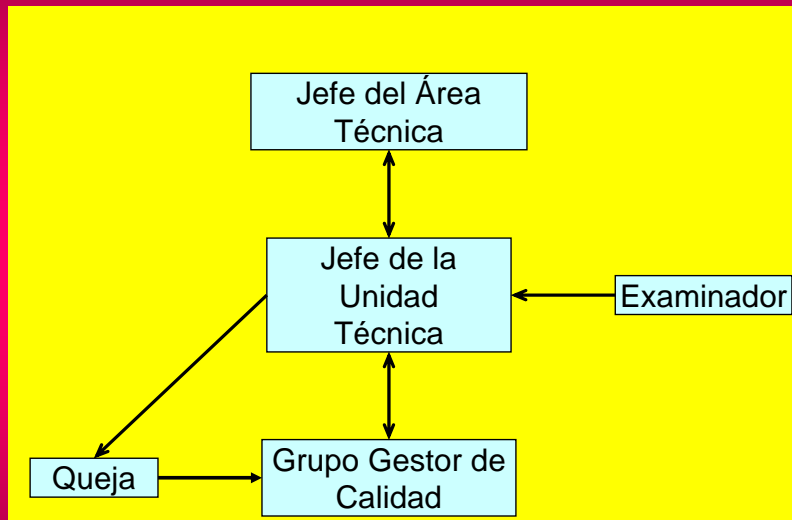 Jefe del Área
Técnica
Jefe de la
Unidad
Técnica
Examinador
Queja
Grupo Gestor de
Calidad